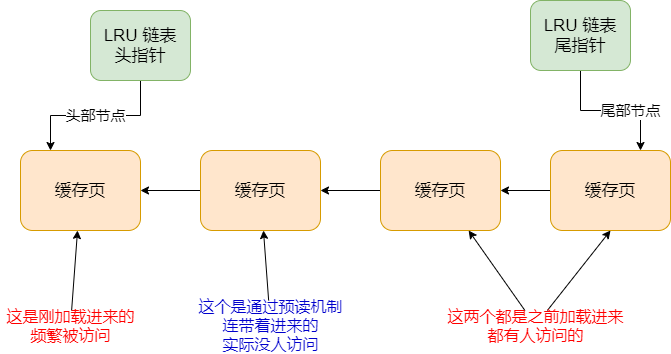 LRU 链表
头指针
LRU 链表
尾指针
头部节点
尾部节点
缓存页
缓存页
缓存页
缓存页
这是刚加载进来的
频繁被访问
这个是通过预读机制
连带着进来的
实际没人访问
这两个都是之前加载进来
都有人访问的